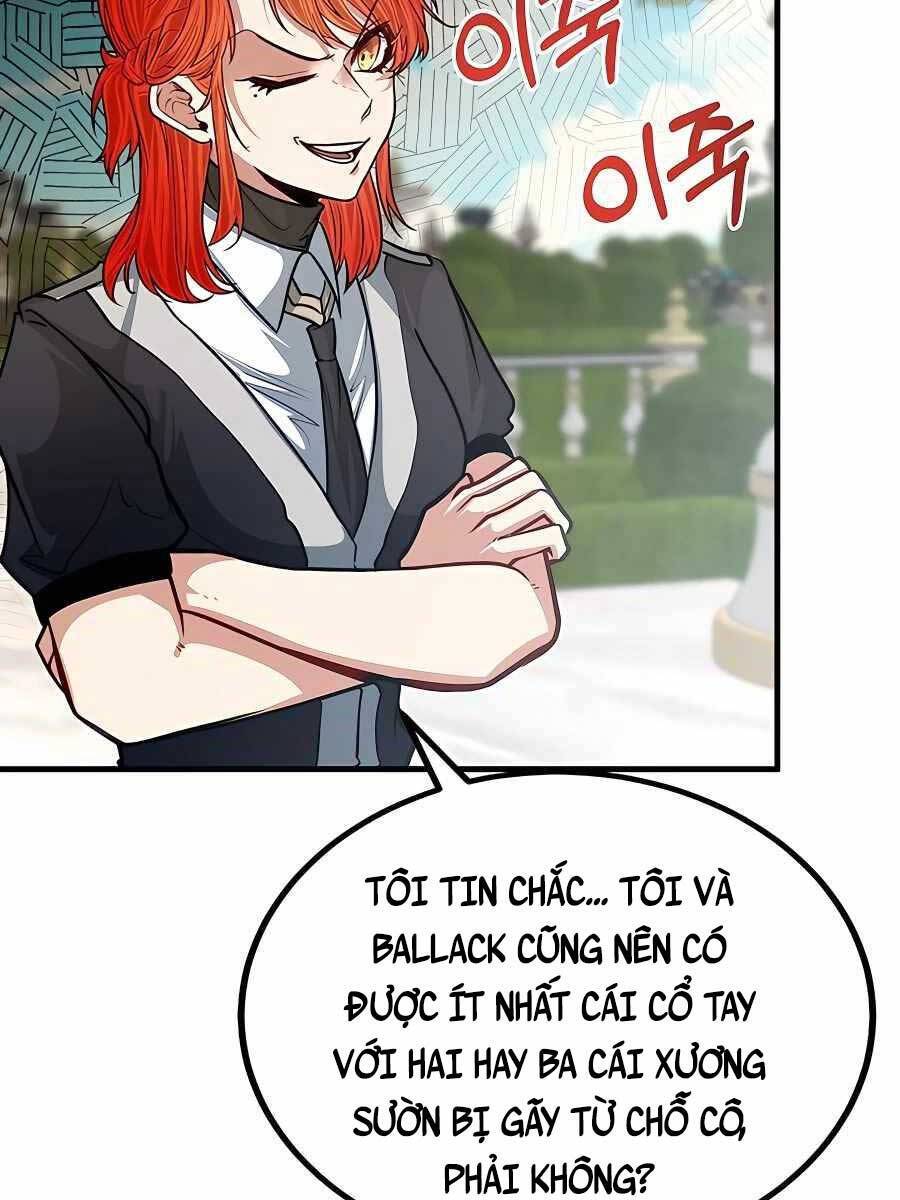 이죽
이죽
TÔI TIN CHẮC... TÔI VÀ
BALLACK CŨNG NÊN CÓ
ĐƯỢC ÍT NHẤT CÁI CỔ TAY
VỚI HAI HAY BA CÁI XƯƠNG
SƯỜN BỊ GÃY TỪ CHỖ CÔ,
PHẢI KHÔNG?